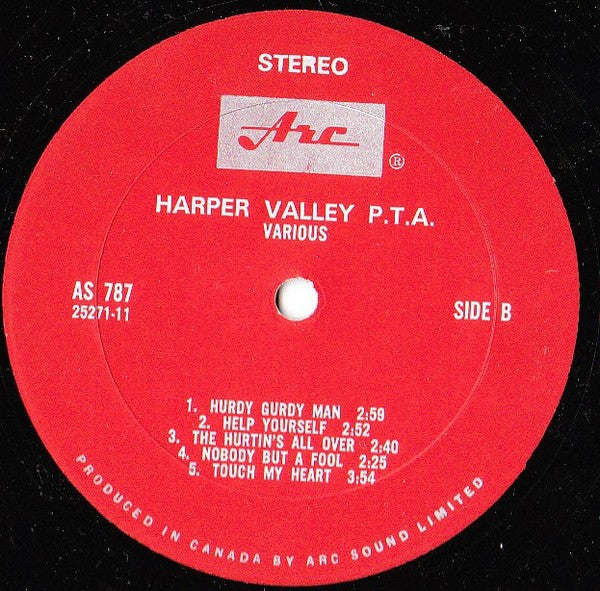 STEREO
Arc
®
HARPER VALLEY P.T.A.
VARIOUS
AS 787
25271-11
SIDE B
1. HURDY GURDY MAN 2:59
2. HELP YOURSELF 2:52
3. THE HURTIN'S ALL OVER 2:40
4. NOBODY BUT A FOOL 2:25
5. TOUCH MY HEART 3:54
PRODUCED IN CANADA BY ARC SOUND LIMITED